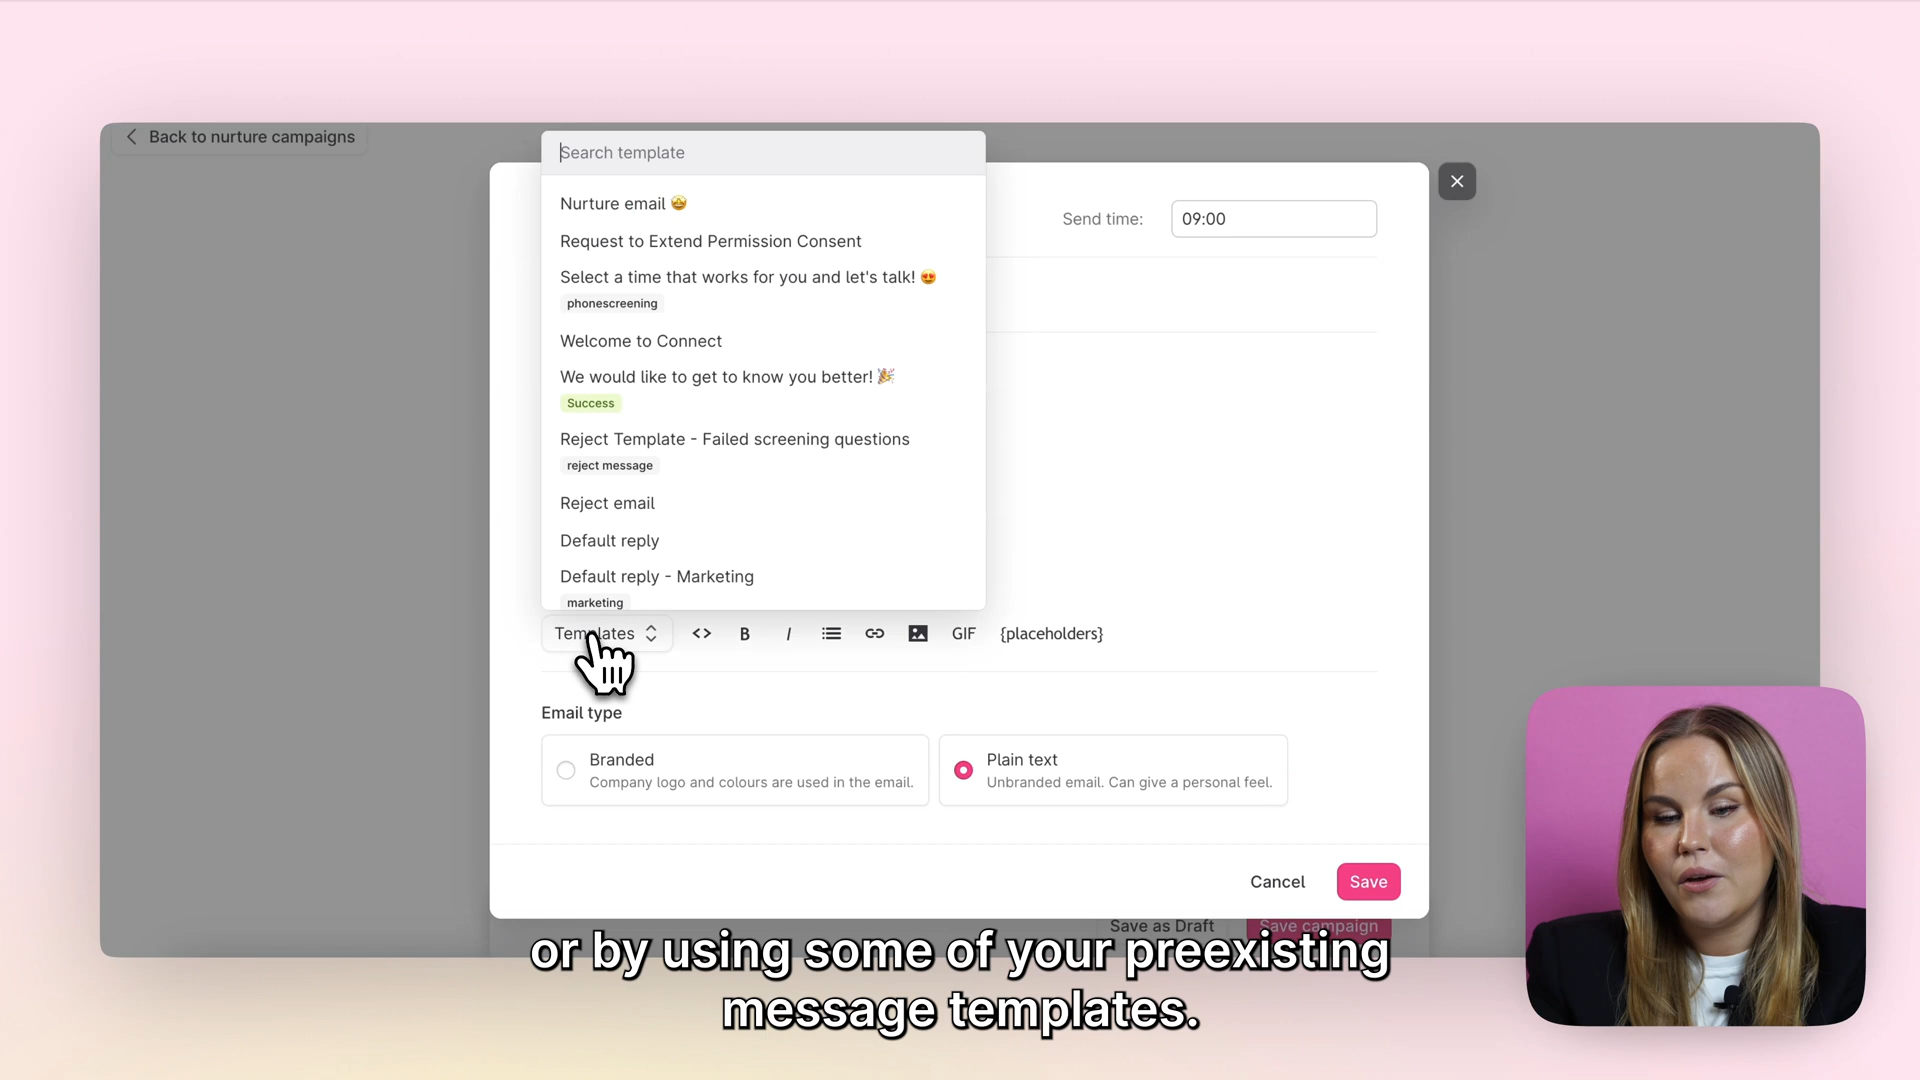 Back to nurture campaigns
Search template
Send time:
09:00
Nurture email 🤩
Request to Extend Permission Consent
Select a time that works for you and let's talk! 😍
phonescreening
Welcome to Connect
We would like to get to know you better! 🎉
Success
Reject Template - Failed screening questions
reject message
Reject email
Default reply
Default reply - Marketing
marketing
Templates
<> B I GIF {placeholders}
Email type
Branded
Company logo and colours are used in the email.
Plain text
Unbranded email. Can give a personal feel.
Cancel
Save
Save as Draft
Save campaign
or by using some of your preexisting
message templates.